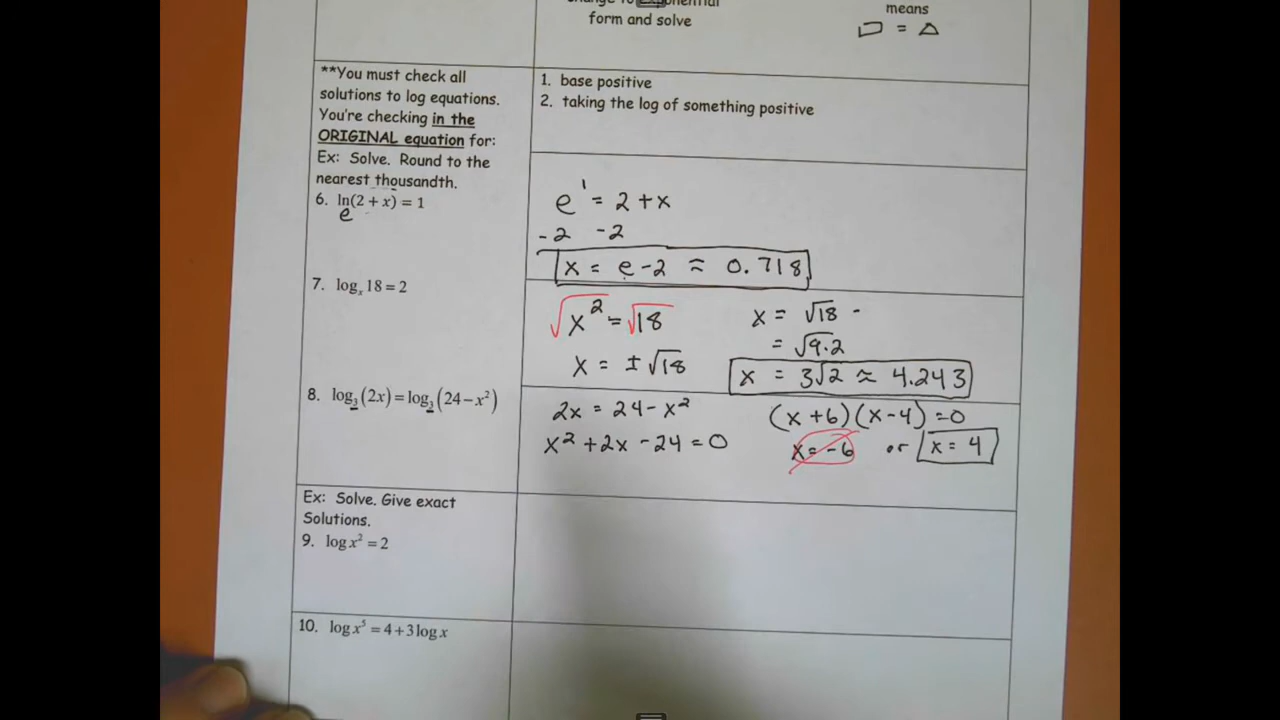 form and solve
means
▱ = △
**You must check all
solutions to log equations.
You're checking in the
ORIGINAL equation for:
1. base positive
2. taking the log of something positive
Ex: Solve. Round to the
nearest thousandth.
6. ln(2 + x) = 1
e
e¹ = 2 + x
-2 -2
x = e - 2 ≈ 0.718
7. logₓ 18 = 2
√x² = √18
x = ± √18
x = √18
= √9·2
x = 3√2 ≈ 4.243
8. log₃(2x) = log₃(24 − x²)
2x = 24 - x²
x² + 2x - 24 = 0
(x + 6)(x - 4) = 0
x = -6 or x = 4
Ex: Solve. Give exact
Solutions.
9. log x² = 2
10. log x⁵ = 4 + 3 log x